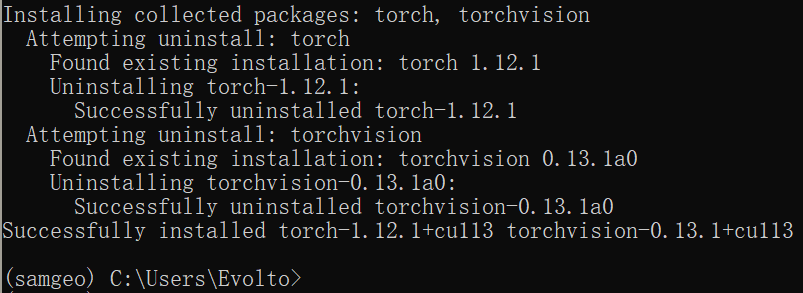 Installing collected packages: torch, torchvision
  Attempting uninstall: torch
    Found existing installation: torch 1.12.1
    Uninstalling torch-1.12.1:
      Successfully uninstalled torch-1.12.1
  Attempting uninstall: torchvision
    Found existing installation: torchvision 0.13.1a0
    Uninstalling torchvision-0.13.1a0:
      Successfully uninstalled torchvision-0.13.1a0
Successfully installed torch-1.12.1+cu113 torchvision-0.13.1+cu113
(samgeo) C:\Users\Evolto>